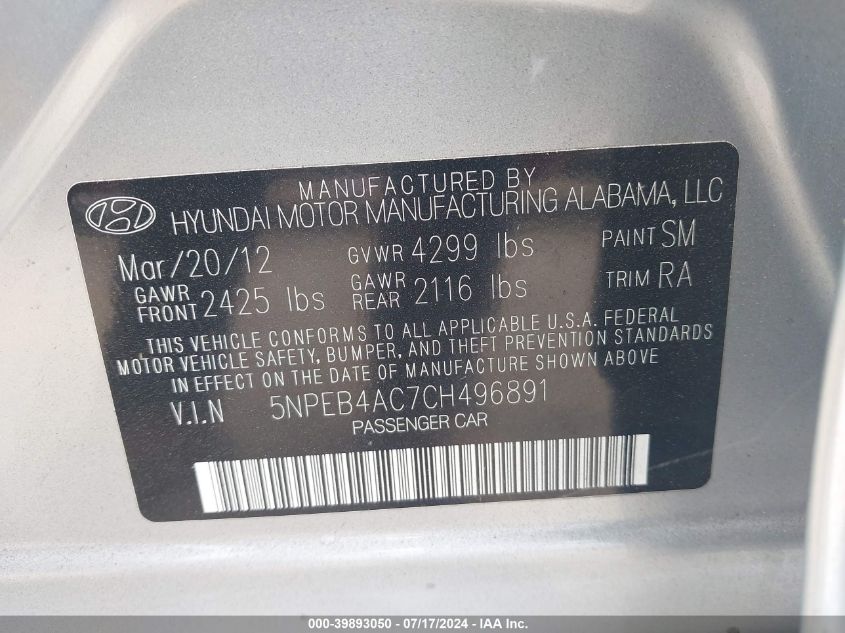 MANUFACTURED BY
HYUNDAI MOTOR MANUFACTURING ALABAMA, LLC
Mar/20/12 GVWR 4299 lbs PAINT SM
GAWR FRONT 2425 lbs GAWR REAR 2116 lbs TRIM RA
THIS VEHICLE CONFORMS TO ALL APPLICABLE U.S.A. FEDERAL
MOTOR VEHICLE SAFETY, BUMPER, AND THEFT PREVENTION STANDARDS
IN EFFECT ON THE DATE OF MANUFACTURE SHOWN ABOVE
V.I.N 5NPEB4AC7CH496891
PASSENGER CAR
000-39893050 - 07/17/2024 - IAA Inc.